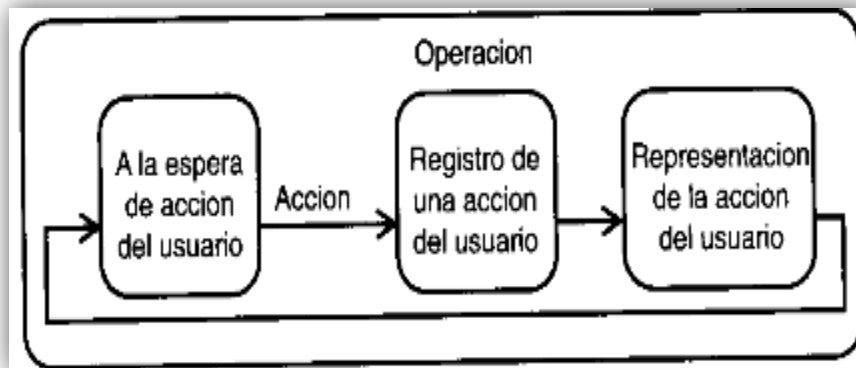 Operacion
A la espera
de accion
del usuario
Accion
Registro de
una accion
del usuario
Representacion
de la accion
del usuario